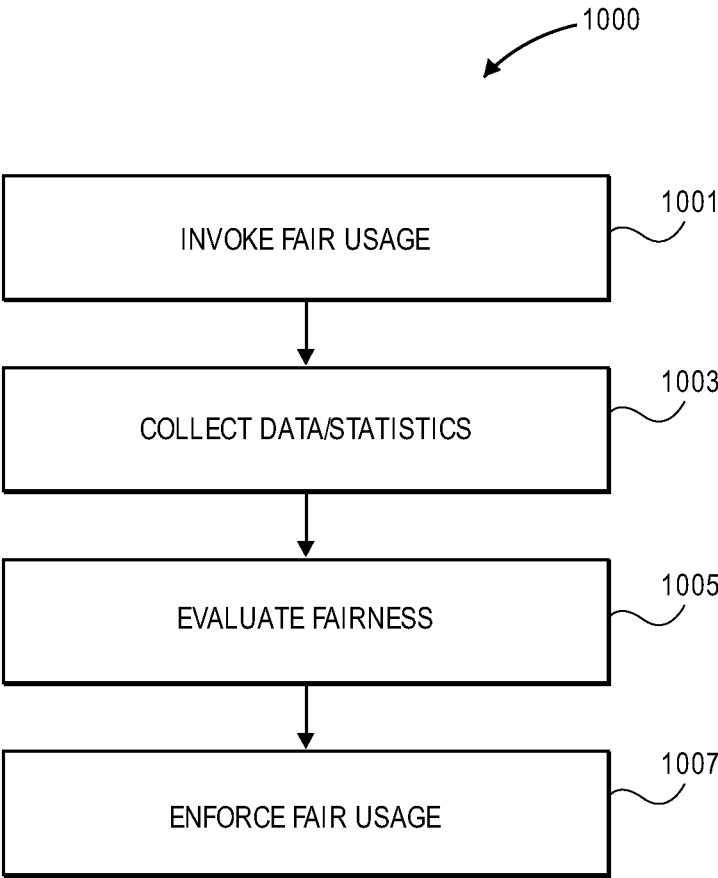 1000
INVOKE FAIR USAGE
1001
COLLECT DATA/STATISTICS
1003
EVALUATE FAIRNESS
1005
ENFORCE FAIR USAGE
1007